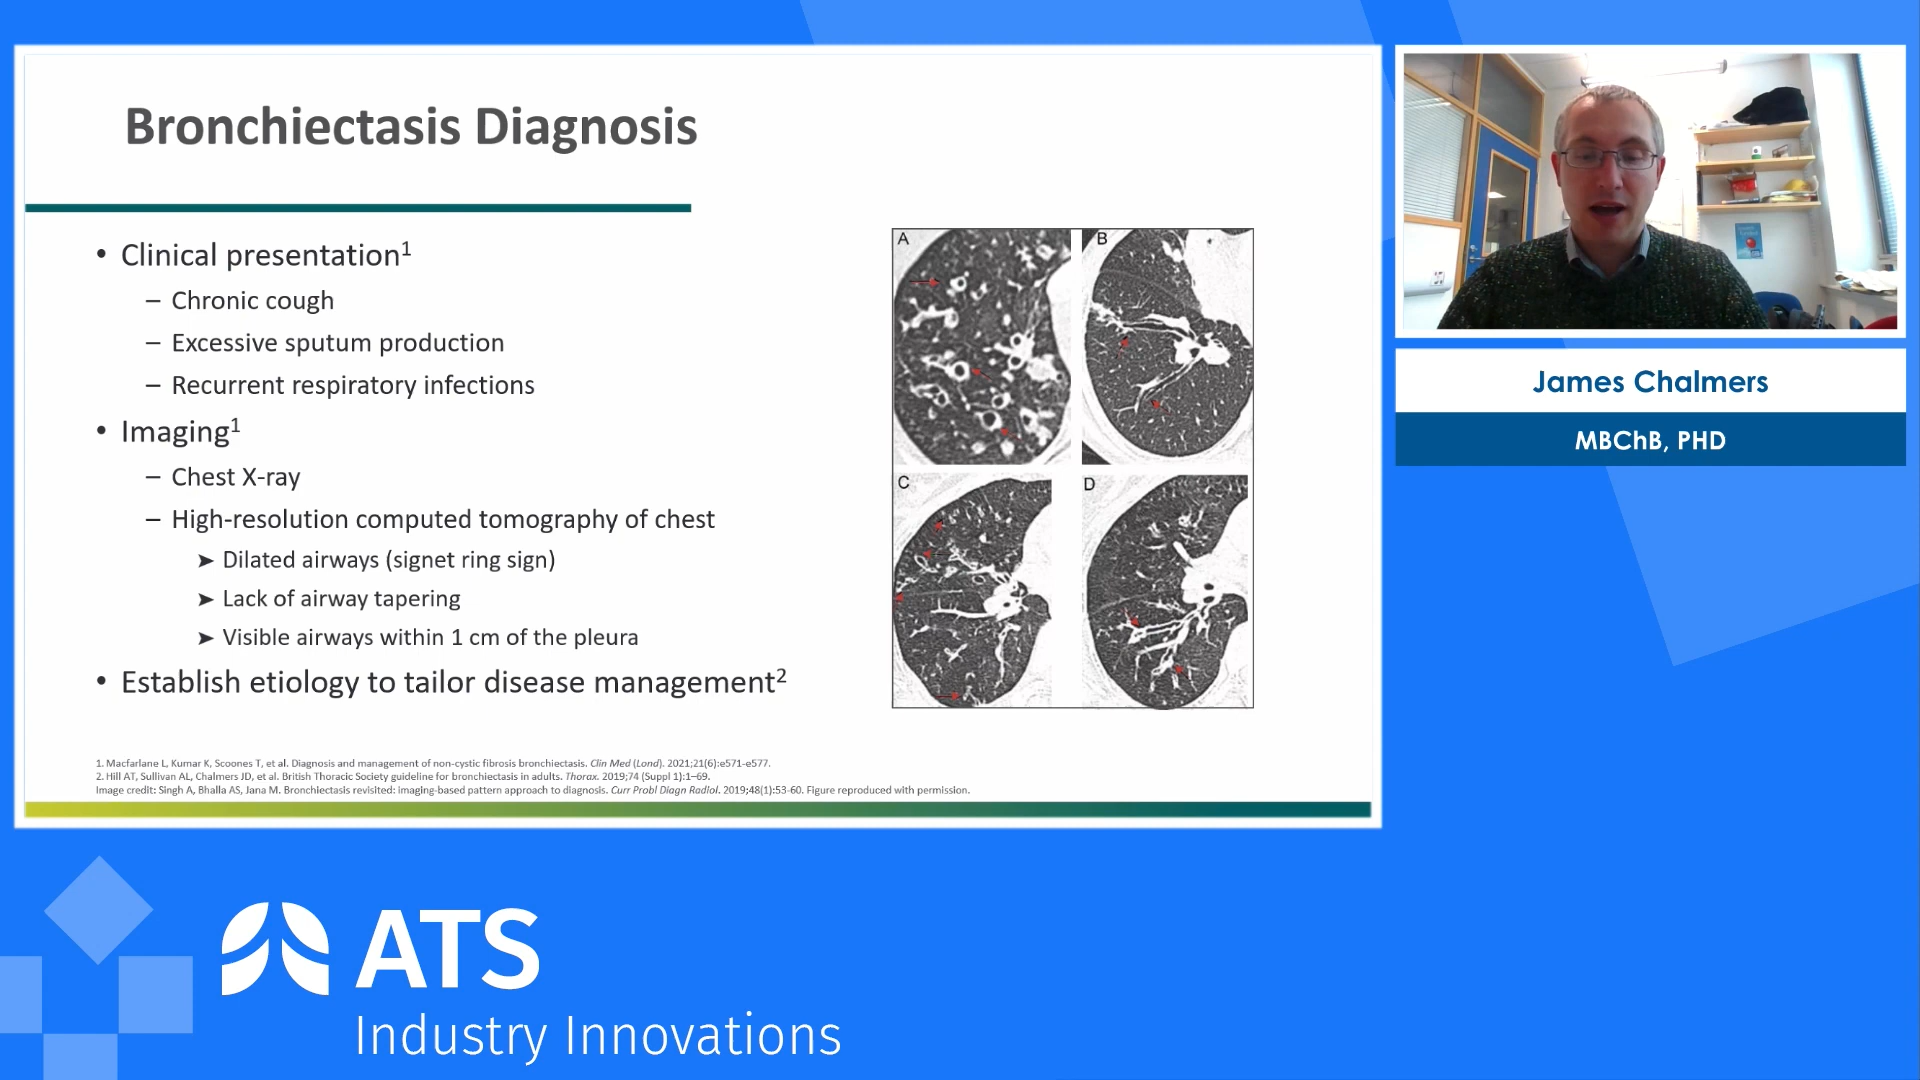 Bronchiectasis Diagnosis
• Clinical presentation1
– Chronic cough
– Excessive sputum production
– Recurrent respiratory infections
• Imaging1
– Chest X-ray
– High-resolution computed tomography of chest
➤ Dilated airways (signet ring sign)
➤ Lack of airway tapering
➤ Visible airways within 1 cm of the pleura
• Establish etiology to tailor disease management2
A
B
C
D
1. Macfarlane L, Kumar K, Scoones T, et al. Diagnosis and management of non-cystic fibrosis bronchiectasis. Clin Med (Lond). 2021;21(6):e571-e577.
2. Hill AT, Sullivan AL, Chalmers JD, et al. British Thoracic Society guideline for bronchiectasis in adults. Thorax. 2019;74 (Suppl 1):1–69.
Image credit: Singh A, Bhalla AS, Jana M. Bronchiectasis revisited: imaging-based pattern approach to diagnosis. Curr Probl Diagn Radiol. 2019;48(1):53-60. Figure reproduced with permission.
James Chalmers
MBChB, PHD
ATS
Industry Innovations